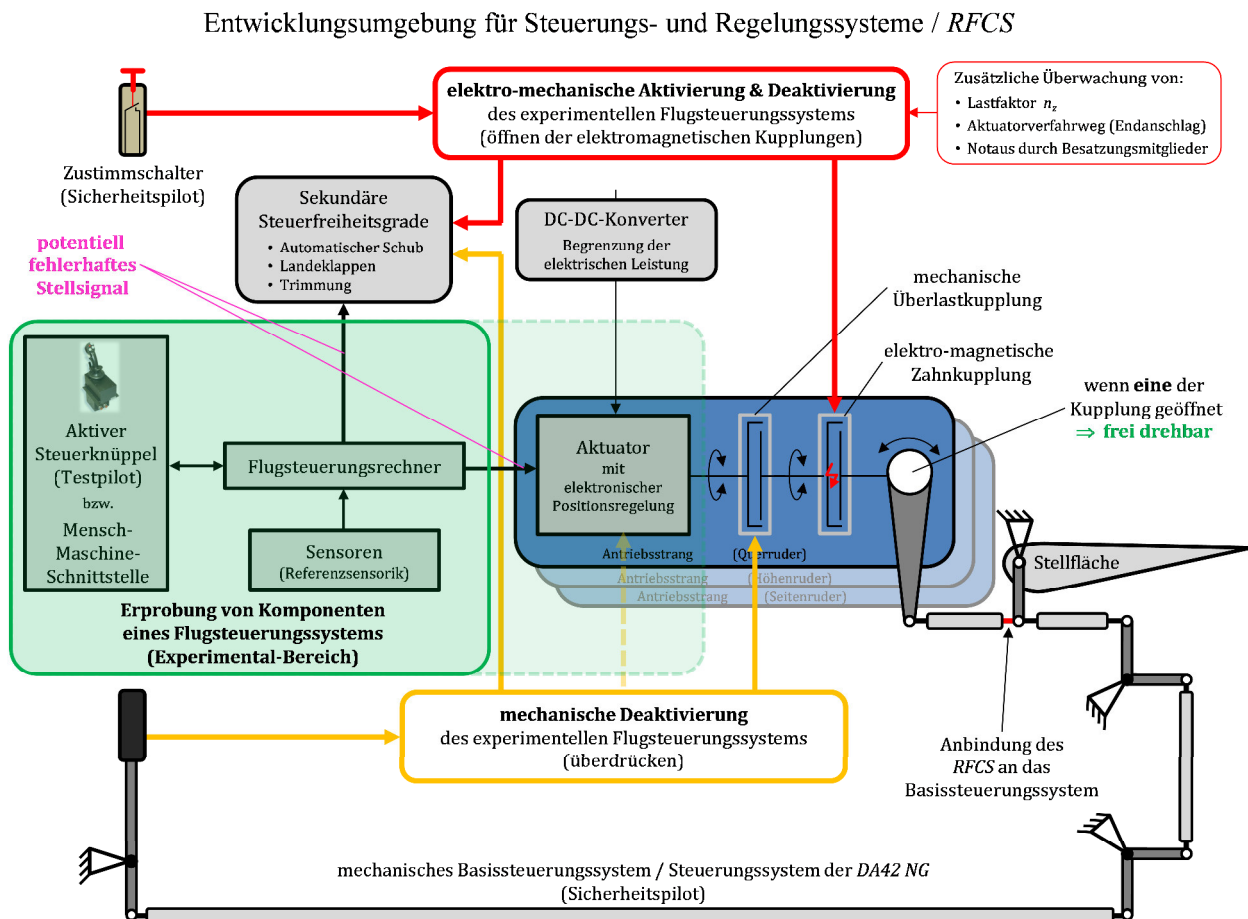 Entwicklungsumgebung für Steuerungs- und Regelungssysteme / RFCS
elektro-mechanische Aktivierung & Deaktivierung
des experimentellen Flugsteuerungssystems
(öffnen der elektromagnetischen Kupplungen)
Zusätzliche Überwachung von:
• Lastfaktor nz
• Aktuatorverfahrweg (Endanschlag)
• Notaus durch Besatzungsmitglieder
Zustimmschalter
(Sicherheitspilot)
Sekundäre
Steuerfreiheitsgrade
• Automatischer Schub
• Landeklappen
• Trimmung
DC-DC-Konverter
Begrenzung der
elektrischen Leistung
potentiell
fehlerhaftes
Stellsignal
mechanische
Überlastkupplung
elektro-magnetische
Zahnkupplung
wenn eine der
Kupplung geöffnet
⇒ frei drehbar
Aktiver
Steuerknüppel
(Testpilot)
bzw.
Mensch-
Maschine-
Schnittstelle
Flugsteuerungsrechner
Sensoren
(Referenzsensorik)
Erprobung von Komponenten
eines Flugsteuerungssystems
(Experimental-Bereich)
Aktuator
mit
elektronischer
Positionsregelung
Antriebsstrang (Querruder)
Antriebsstrang (Höhenruder)
Antriebsstrang (Seitenruder)
Stellfläche
mechanische Deaktivierung
des experimentellen Flugsteuerungssystems
(überdrücken)
Anbindung des
RFCS an das
Basissteuerungssystem
mechanisches Basissteuerungssystem / Steuerungssystem der DA42 NG
(Sicherheitspilot)